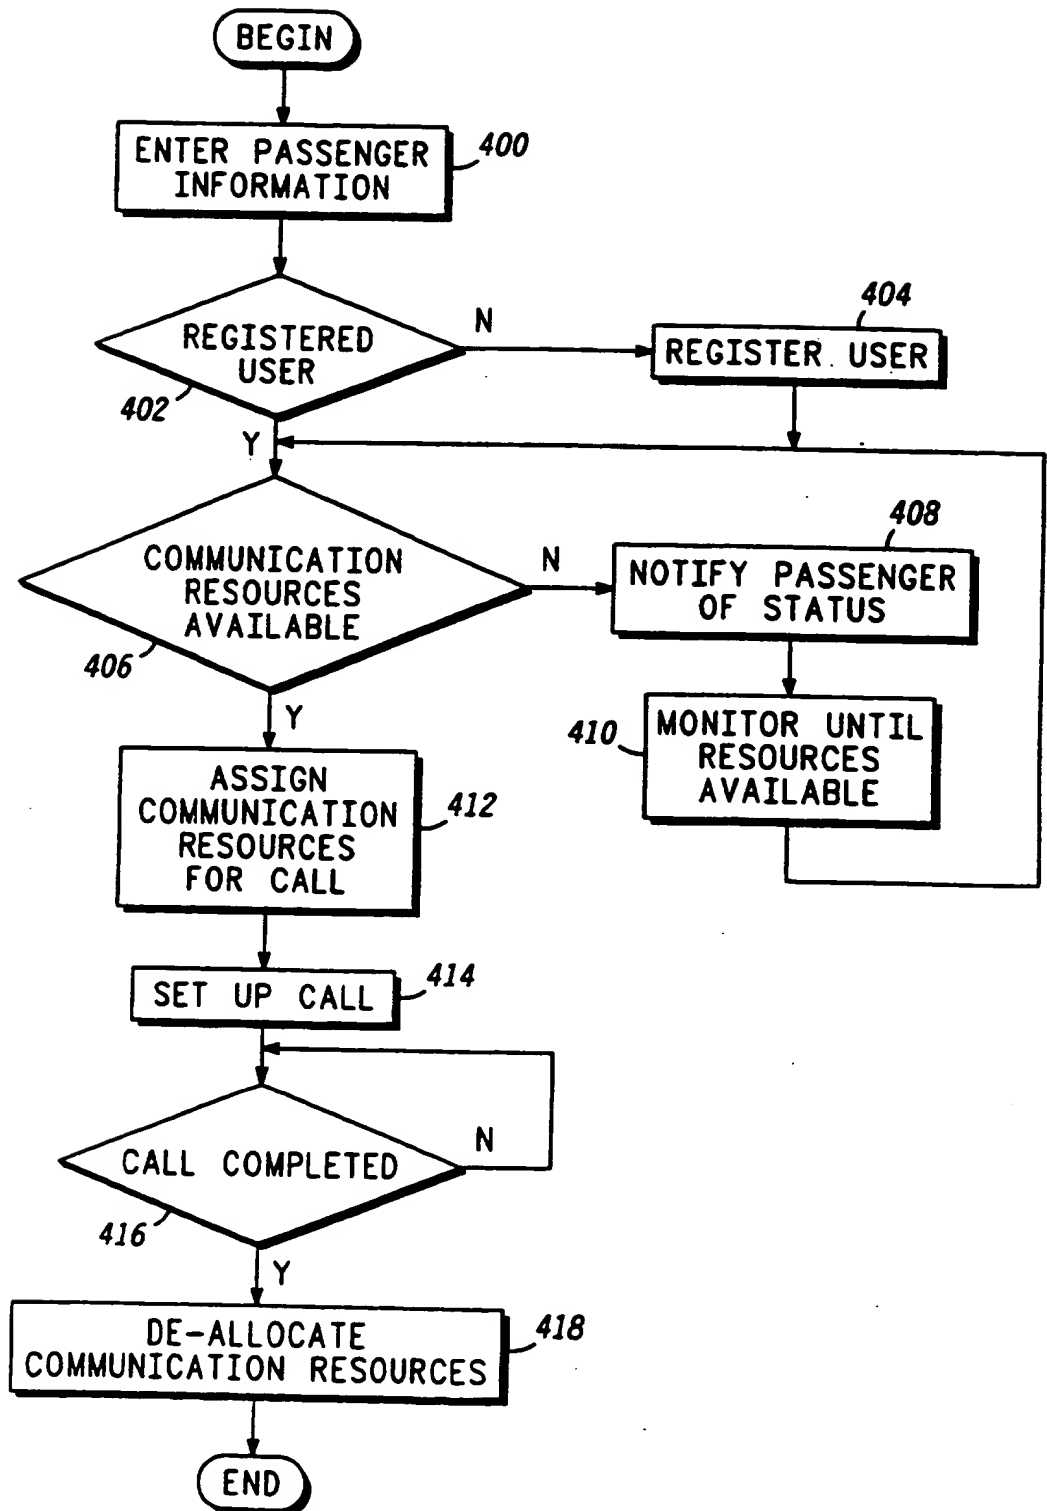 BEGIN
ENTER PASSENGER
INFORMATION
400
REGISTERED
USER
402
N
404
REGISTER USER
Y
COMMUNICATION
RESOURCES
AVAILABLE
406
N
408
NOTIFY PASSENGER
OF STATUS
410
MONITOR UNTIL
RESOURCES
AVAILABLE
Y
ASSIGN
COMMUNICATION
RESOURCES
FOR CALL
412
SET UP CALL
414
CALL COMPLETED
416
N
Y
DE-ALLOCATE
COMMUNICATION RESOURCES
418
END